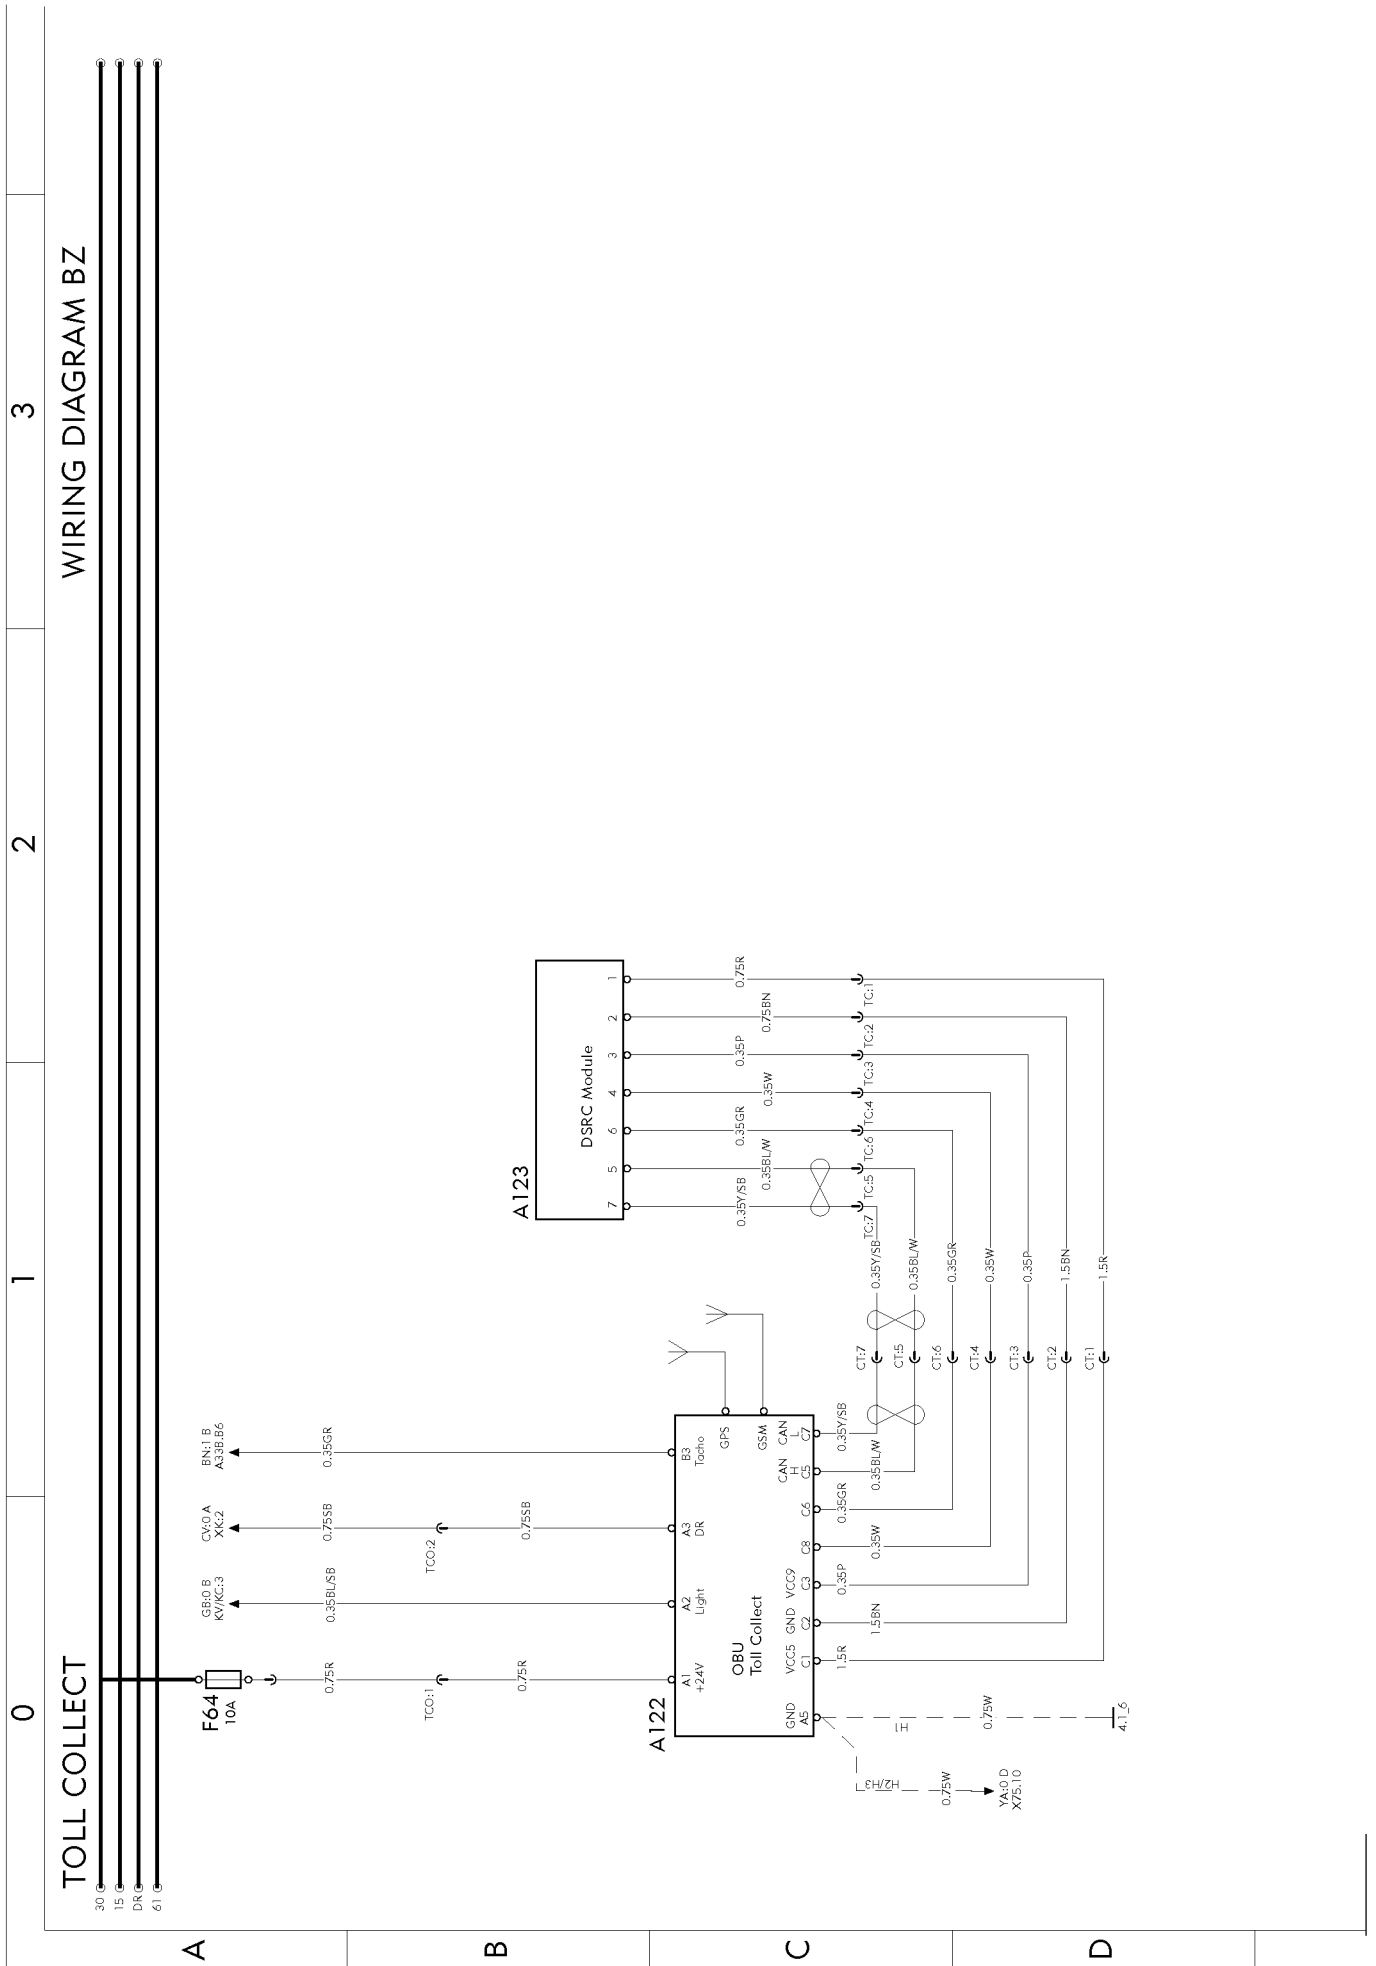 0
1
2
3
TOLL COLLECT
WIRING DIAGRAM BZ
30
15
DR
61
A
B
C
D
F64
10A
GB:0 B
KV/KC:3
CV:0 A
XK:2
BN:1 B
A33B.B6
0.75R
0.35BL/SB
0.75SB
0.35GR
TCO:1
TCO:2
0.75R
0.75SB
A122
A1
+24V
A2
Light
A3
DR
B3
Tacho
GPS
GSM
OBU
Toll Collect
GND
A5
VCC5
C1
GND
C2
VCC9
C3
C8
C6
CAN
H
C5
CAN
L
C7
1.5R
1.5BN
0.35P
0.35W
0.35GR
0.35BL/W
0.35Y/SB
H1
0.75W
4.1_6
H2/H3
0.75W
YA:0 D
X75.10
A123
DSRC Module
7
5
6
4
3
2
1
0.35Y/SB
0.35BL/W
0.35GR
0.35W
0.35P
0.75BN
0.75R
TC:7
TC:5
TC:6
TC:4
TC:3
TC:2
TC:1
0.35Y/SB
0.35BL/W
0.35GR
0.35W
0.35P
1.5BN
1.5R
CT:7
CT:5
CT:6
CT:4
CT:3
CT:2
CT:1